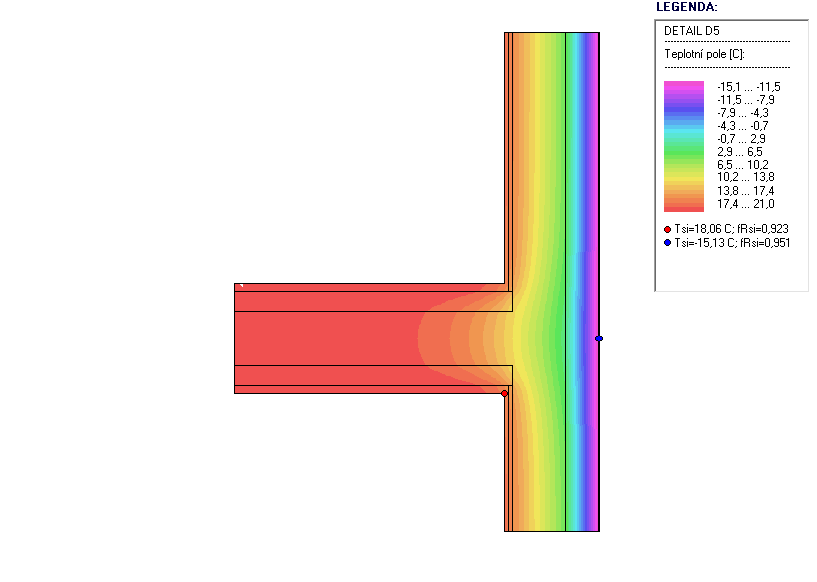 LEGENDA:
DETAIL D5
Teplotní pole [C]:
-15,1 ... -11,5
-11,5 ... -7,9
-7,9 ... -4,3
-4,3 ... -0,7
-0,7 ... 2,9
2,9 ... 6,5
6,5 ... 10,2
10,2 ... 13,8
13,8 ... 17,4
17,4 ... 21,0
Tsi=18,06 C; fRsi=0,923
Tsi=-15,13 C; fRsi=0,951